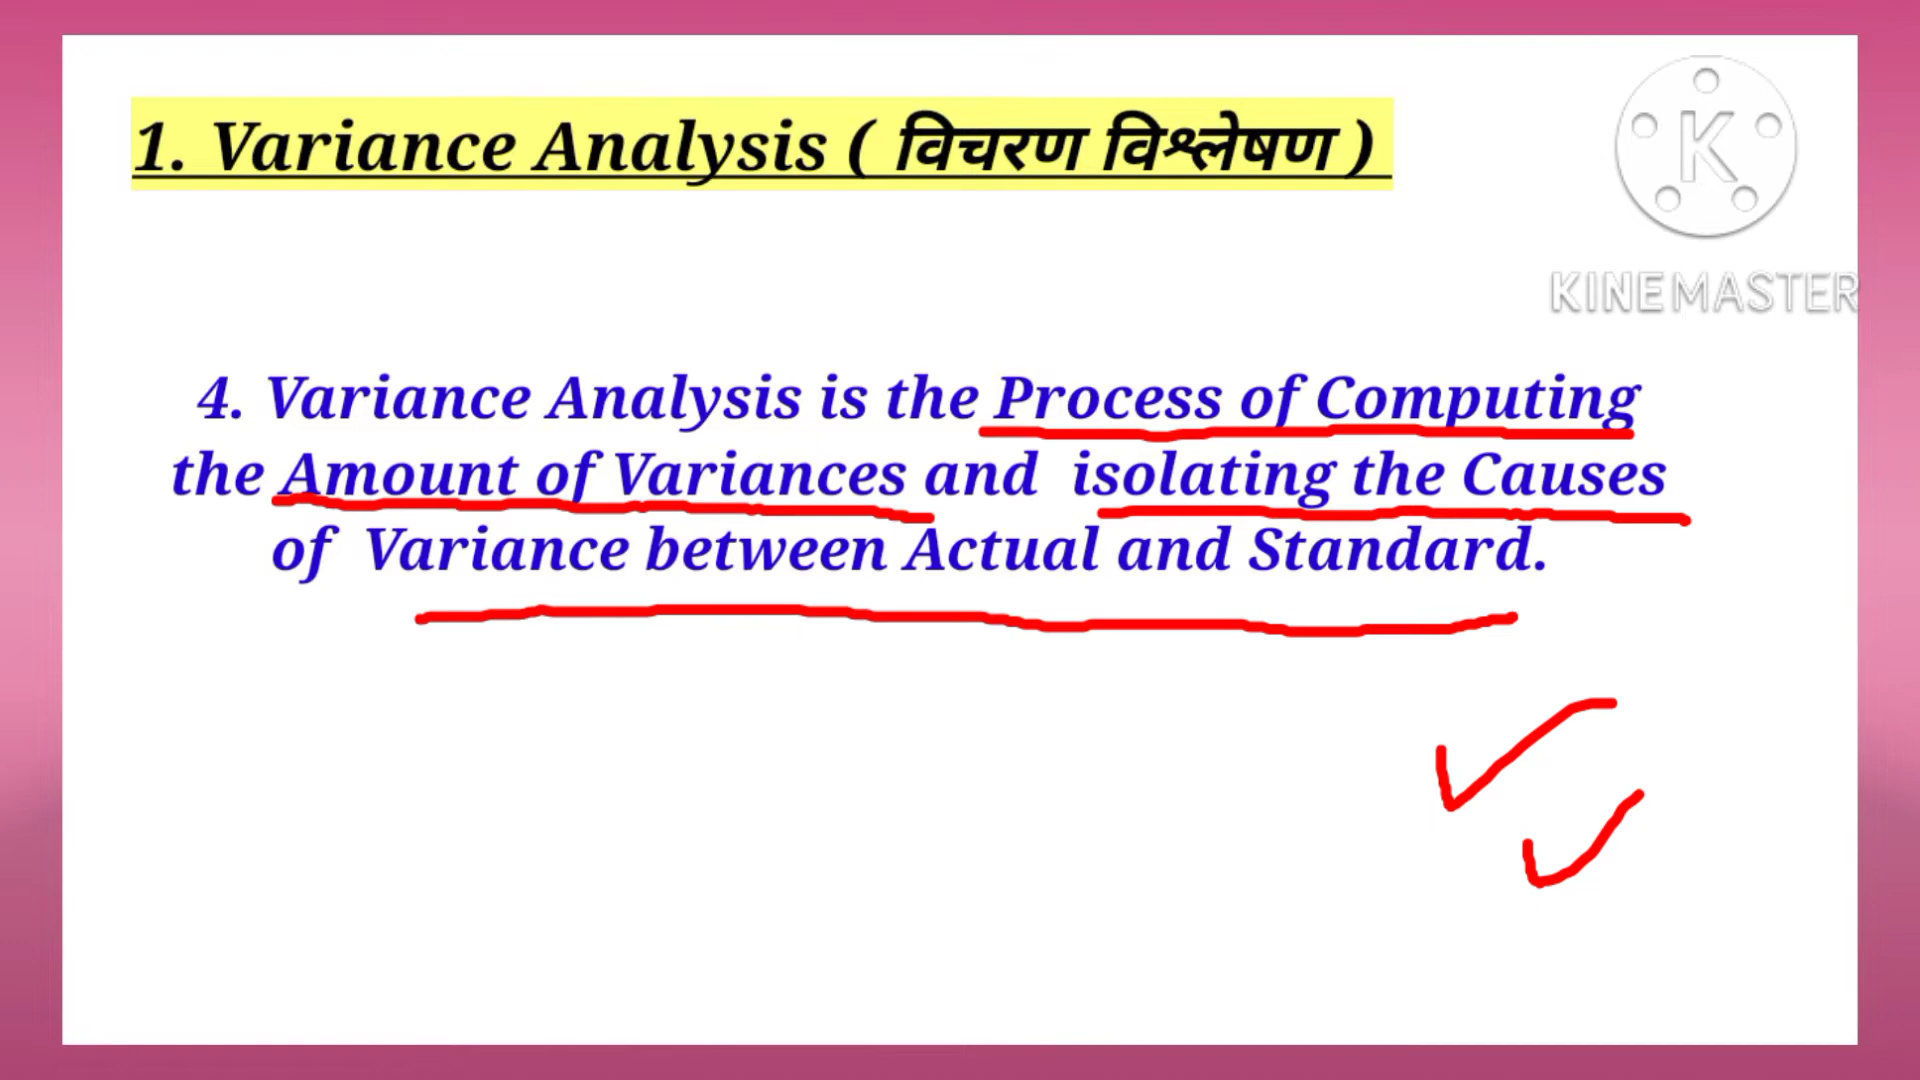 1. Variance Analysis ( विचरण विश्लेषण )
K
KINEMASTER
4. Variance Analysis is the Process of Computing
the Amount of Variances and isolating the Causes
of Variance between Actual and Standard.